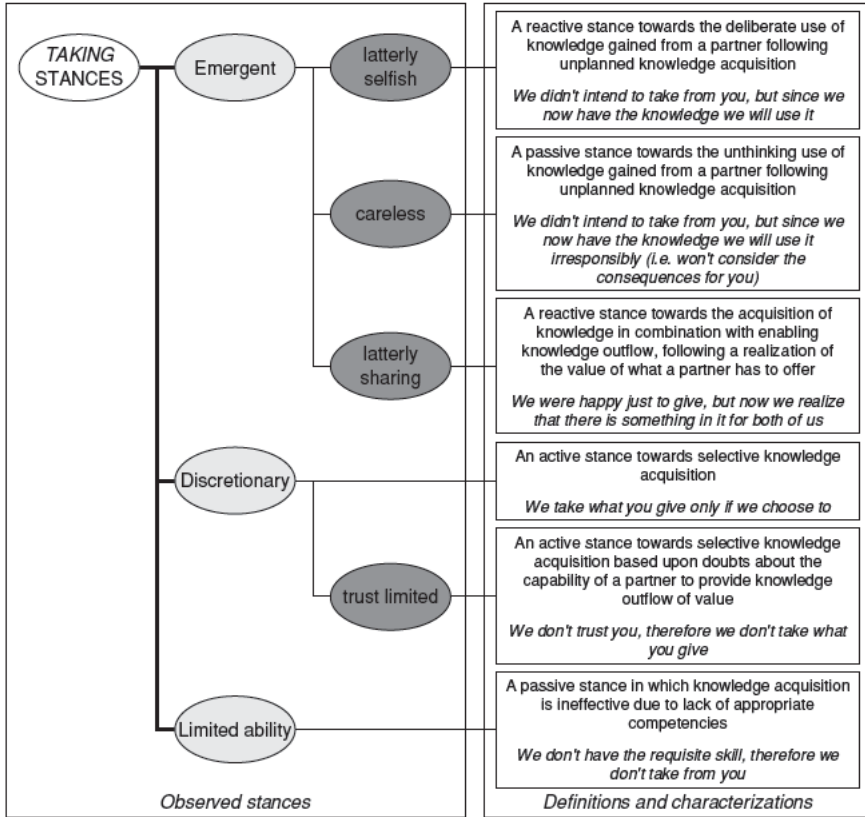 TAKING
STANCES
Emergent
latterly
selfish
A reactive stance towards the deliberate use of
knowledge gained from a partner following
unplanned knowledge acquisition
We didn't intend to take from you, but since we
now have the knowledge we will use it
careless
A passive stance towards the unthinking use of
knowledge gained from a partner following
unplanned knowledge acquisition
We didn't intend to take from you, but since we
now have the knowledge we will use it
irresponsibly (i.e. won't consider the
consequences for you)
latterly
sharing
A reactive stance towards the acquisition of
knowledge in combination with enabling
knowledge outflow, following a realization of
the value of what a partner has to offer
We were happy just to give, but now we realize
that there is something in it for both of us
Discretionary
An active stance towards selective knowledge
acquisition
We take what you give only if we choose to
trust limited
An active stance towards selective knowledge
acquisition based upon doubts about the
capability of a partner to provide knowledge
outflow of value
We don't trust you, therefore we don't take what
you give
Limited ability
A passive stance in which knowledge acquisition
is ineffective due to lack of appropriate
competencies
We don't have the requisite skill, therefore we
don't take from you
Observed stances
Definitions and characterizations